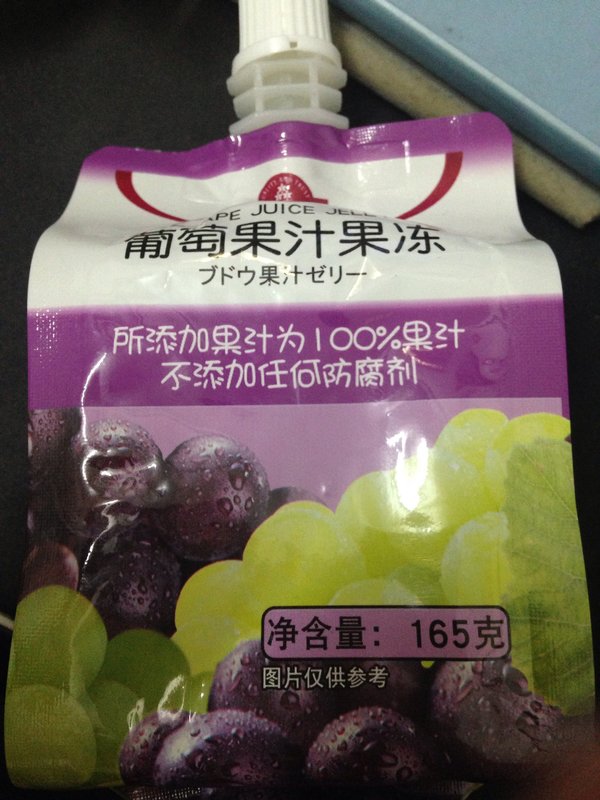 JUICE
葡萄果汁果冻
ブドウ果汁ゼリー
所添加果汁为100%果汁
不添加任何防腐剂
净含量：165克
图片仅供参考